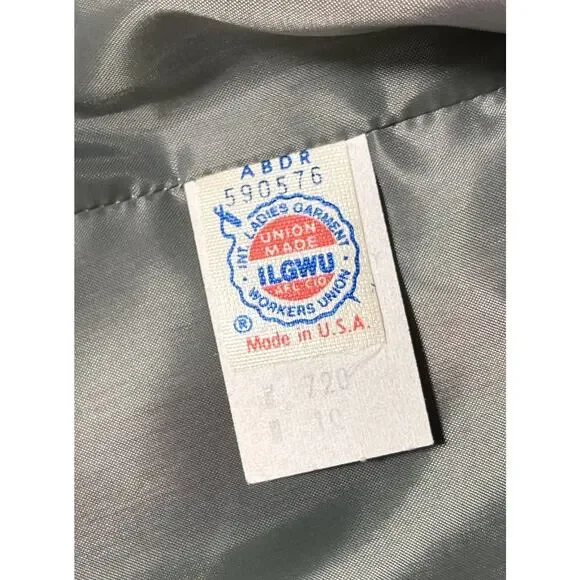 ABDR
590576
INT. LADIES GARMENT
UNION
MADE
ILGWU
AFL-CIO
WORKERS UNION
®
Made in U.S.A.
720
10